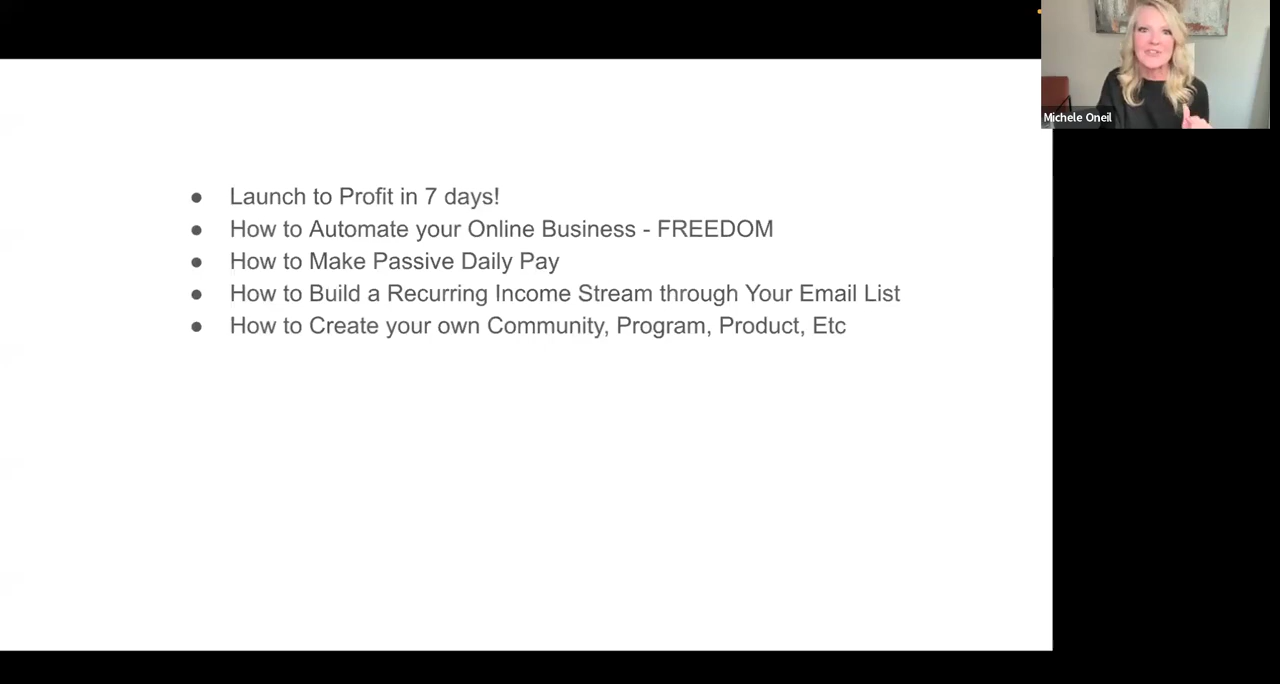 Michele Oneil
● Launch to Profit in 7 days!
● How to Automate your Online Business - FREEDOM
● How to Make Passive Daily Pay
● How to Build a Recurring Income Stream through Your Email List
● How to Create your own Community, Program, Product, Etc